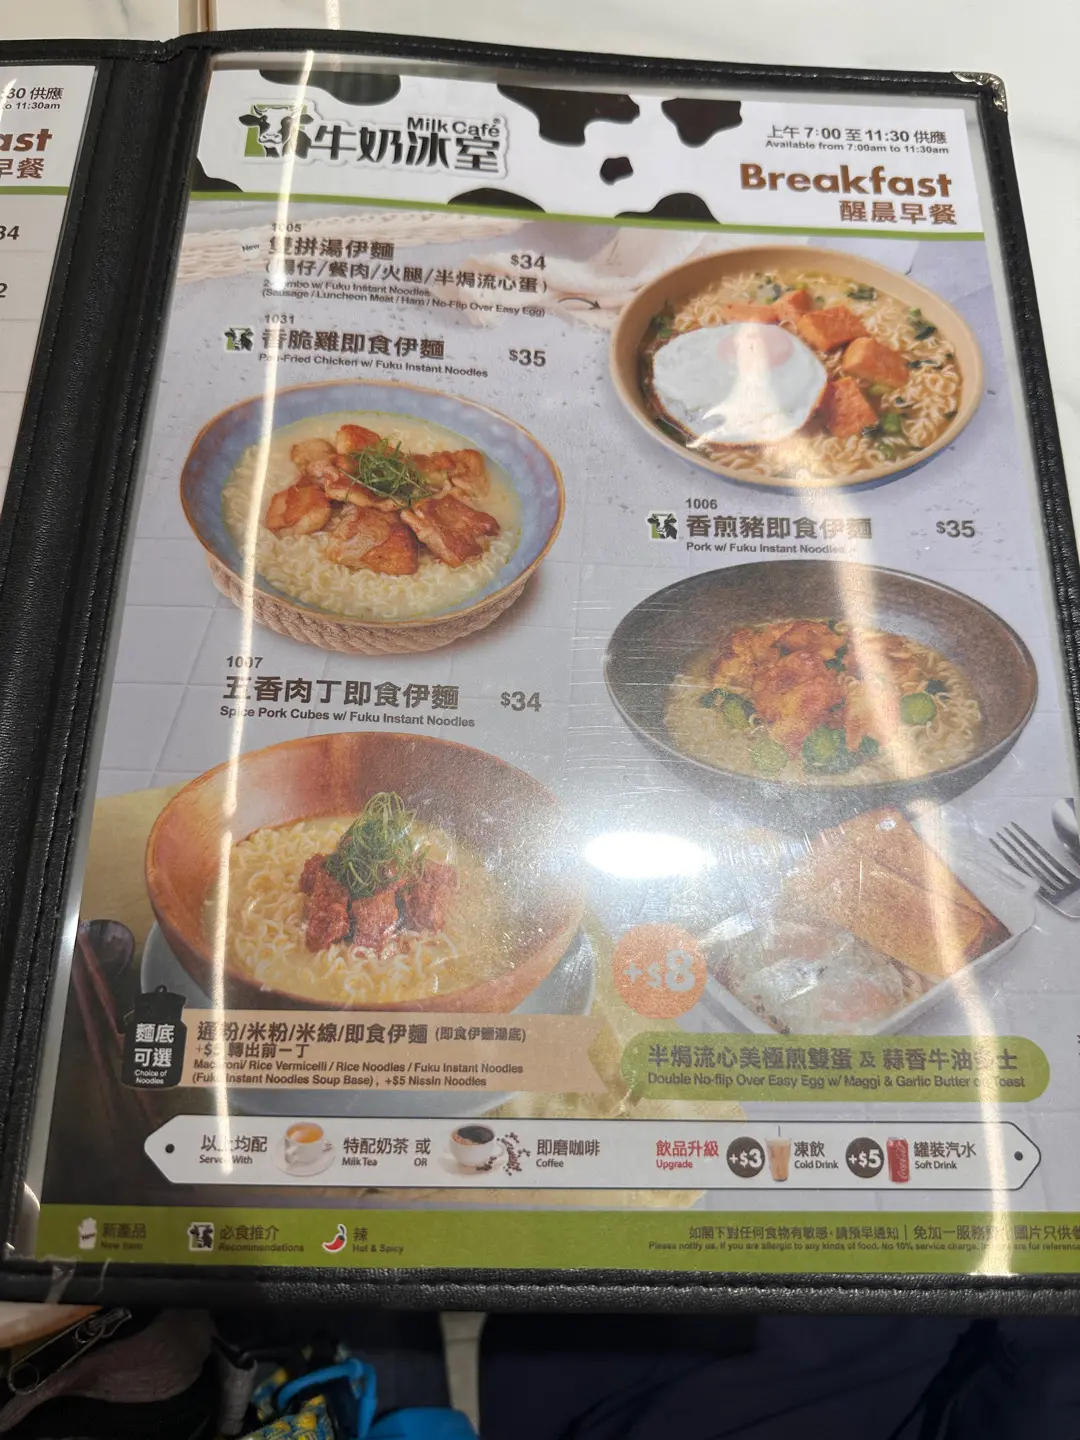 :30 供應
to 11:30am
ast
早餐
34
2
Milk Café
牛奶冰室
上午 7:00 至 11:30 供應
Available from 7:00am to 11:30am
Breakfast
醒晨早餐
1005
New
雙拼湯伊麵
$34
(腸仔/餐肉/火腿/半焗流心蛋)
w/ Fuku Instant Noodles
(Sausage / Luncheon Meat / Ham / No-Flip Over Easy Egg)
1031
香脆雞即食伊麵
$35
Pan-Fried Chicken w/ Fuku Instant Noodles
1006
香煎豬即食伊麵
$35
Pork w/ Fuku Instant Noodles
1007
五香肉丁即食伊麵
$34
Spice Pork Cubes w/ Fuku Instant Noodles
+$8
麵底
可選
Choice of
Noodles
通粉/米粉/米線/即食伊麵 (即食伊麵湯底)
+$5 轉出前一丁
Macaroni/ Rice Vermicelli / Rice Noodles / Fuku Instant Noodles
(Fuku Instant Noodles Soup Base) , +$5 Nissin Noodles
半焗流心美極煎雙蛋 及 蒜香牛油多士
Double No-flip Over Easy Egg w/ Maggi & Garlic Butter on Toast
以上均配
Serve With
特配奶茶 或
Milk Tea OR
即磨咖啡
Coffee
飲品升級
Upgrade
+$3
凍飲
Cold Drink
+$5
罐裝汽水
Soft Drink
新產品
New Item
必食推介
Recommendations
辣
Hot & Spicy
如閣下對任何食物有敏感，請預早通知 | 免加一服務費 圖片只供
Please notify us, if you are allergic to any kinds of food. No 10% service charge. are for reference